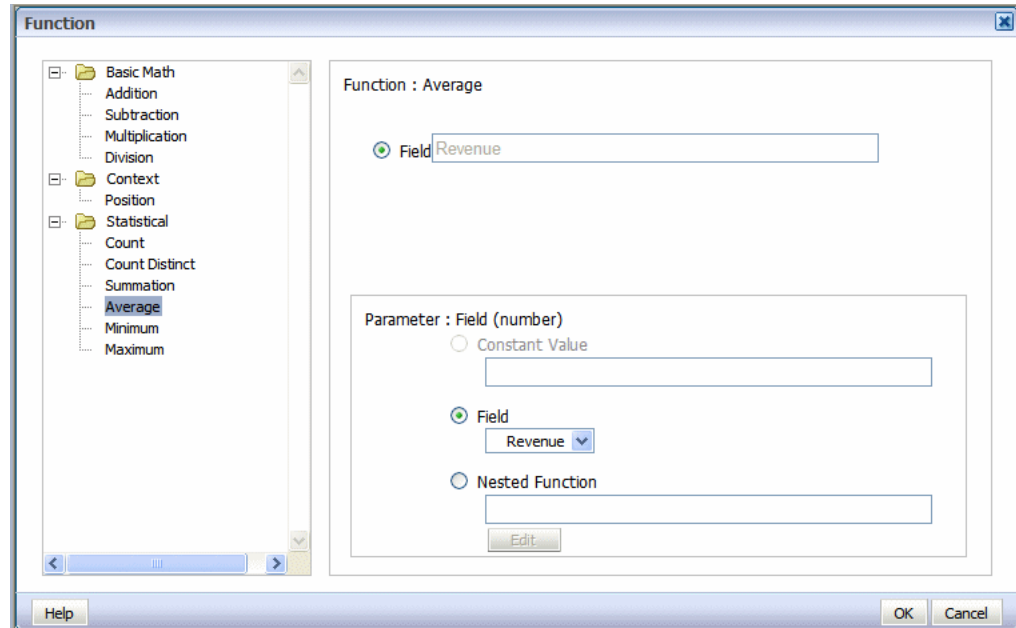 Function
Basic Math
Addition
Subtraction
Multiplication
Division
Context
Position
Statistical
Count
Count Distinct
Summation
Average
Minimum
Maximum
Function : Average
Field Revenue
Parameter : Field (number)
Constant Value
Field
Revenue
Nested Function
Edit
Help
OK Cancel